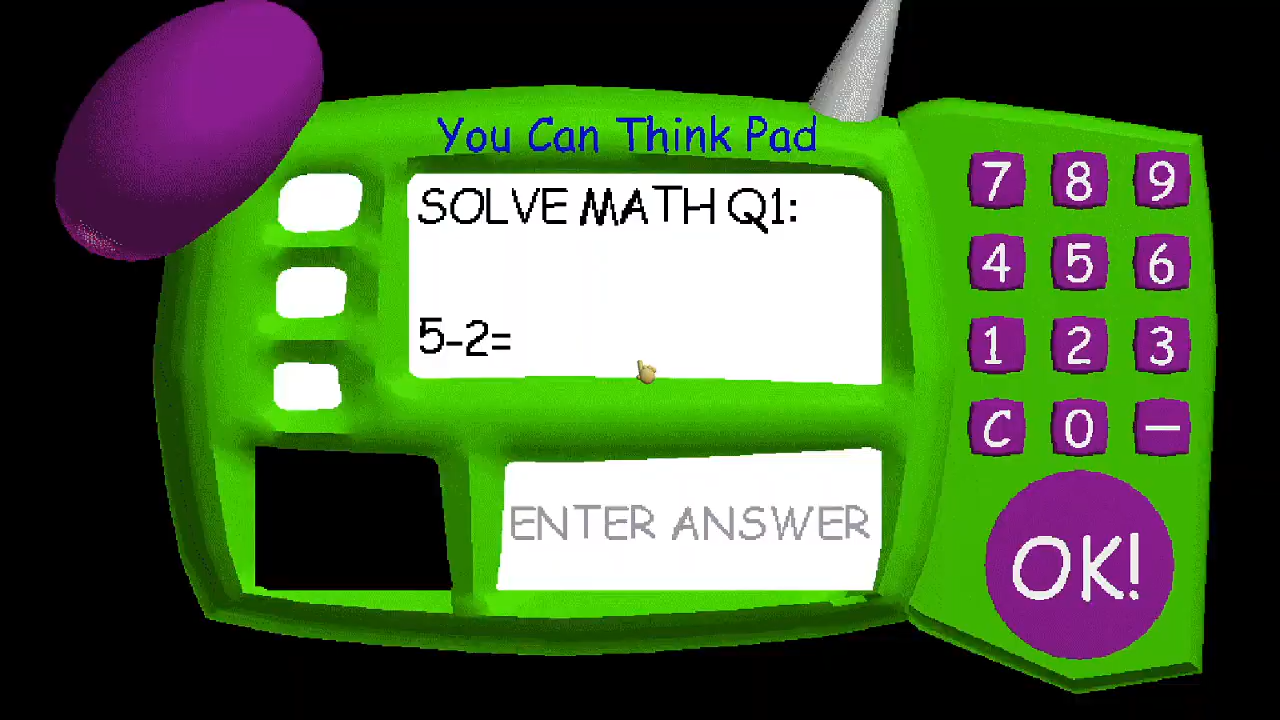 You Can Think Pad
SOLVE MATH Q1:
5-2=
ENTER ANSWER
7 8 9
4 5 6
1 2 3
C 0 -
OK!